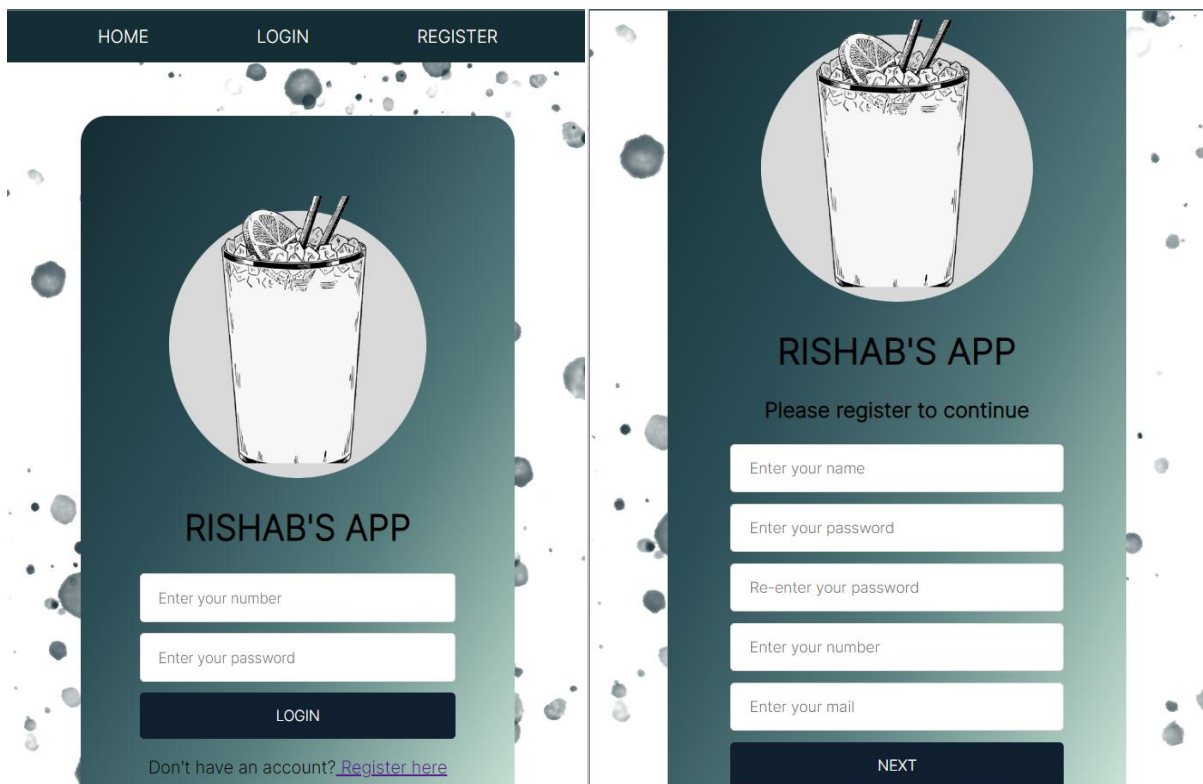 HOME LOGIN REGISTER
RISHAB'S APP
Enter your number
Enter your password
LOGIN
Don't have an account? Register here
RISHAB'S APP
Please register to continue
Enter your name
Enter your password
Re-enter your password
Enter your number
Enter your mail
NEXT